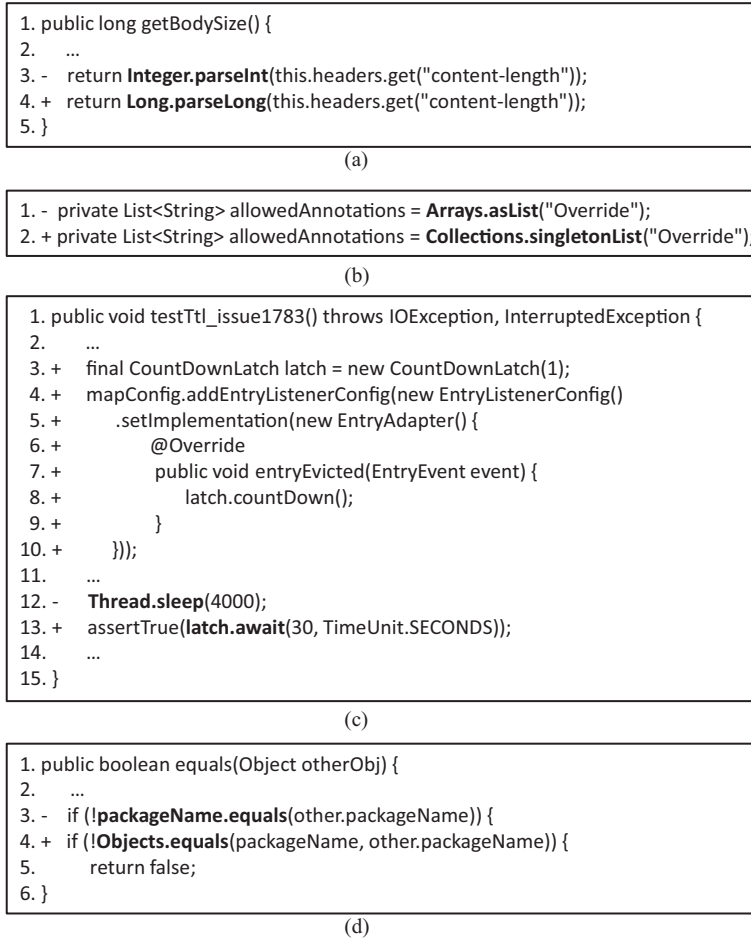 1. public long getBodySize() {
2. …
3. - return Integer.parseInt(this.headers.get("content-length"));
4. + return Long.parseLong(this.headers.get("content-length"));
5. }
(a)
1. - private List<String> allowedAnnotations = Arrays.asList("Override");
2. + private List<String> allowedAnnotations = Collections.singletonList("Override");
(b)
1. public void testTtl_issue1783() throws IOException, InterruptedException {
2. …
3. + final CountDownLatch latch = new CountDownLatch(1);
4. + mapConfig.addEntryListenerConfig(new EntryListenerConfig()
5. + .setImplementation(new EntryAdapter() {
6. + @Override
7. + public void entryEvicted(EntryEvent event) {
8. + latch.countDown();
9. + }
10. + }));
11. …
12. - Thread.sleep(4000);
13. + assertTrue(latch.await(30, TimeUnit.SECONDS));
14. …
15. }
(c)
1. public boolean equals(Object otherObj) {
2. …
3. - if (!packageName.equals(other.packageName)) {
4. + if (!Objects.equals(packageName, other.packageName)) {
5. return false;
6. }
(d)